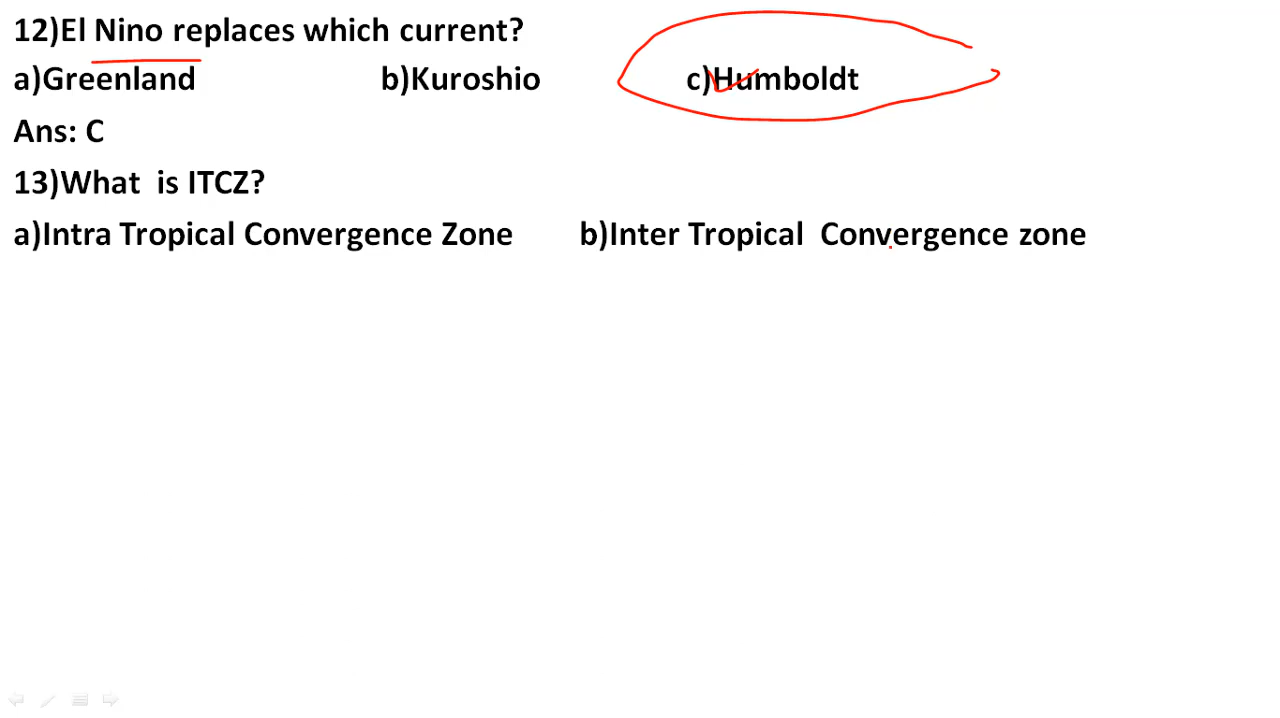 12)El Nino replaces which current?
a)Greenland b)Kuroshio c)Humboldt
Ans: C
13)What is ITCZ?
a)Intra Tropical Convergence Zone b)Inter Tropical Convergence zone